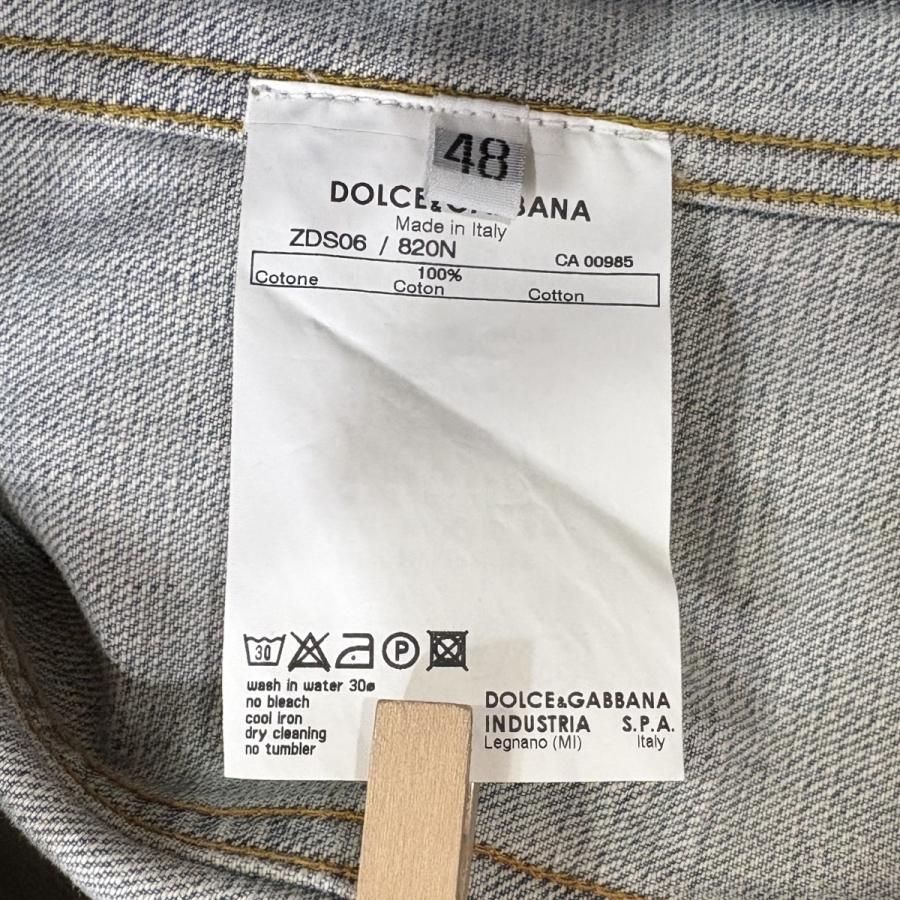 48
DOLCE&GABBANA
Made in Italy
ZDS06 / 820N
CA 00985
100%
Cotone Coton Cotton
30 P
wash in water 30ø
no bleach
cool iron
dry cleaning
no tumbler
DOLCE&GABBANA
INDUSTRIA S.P.A.
Legnano (MI) Italy